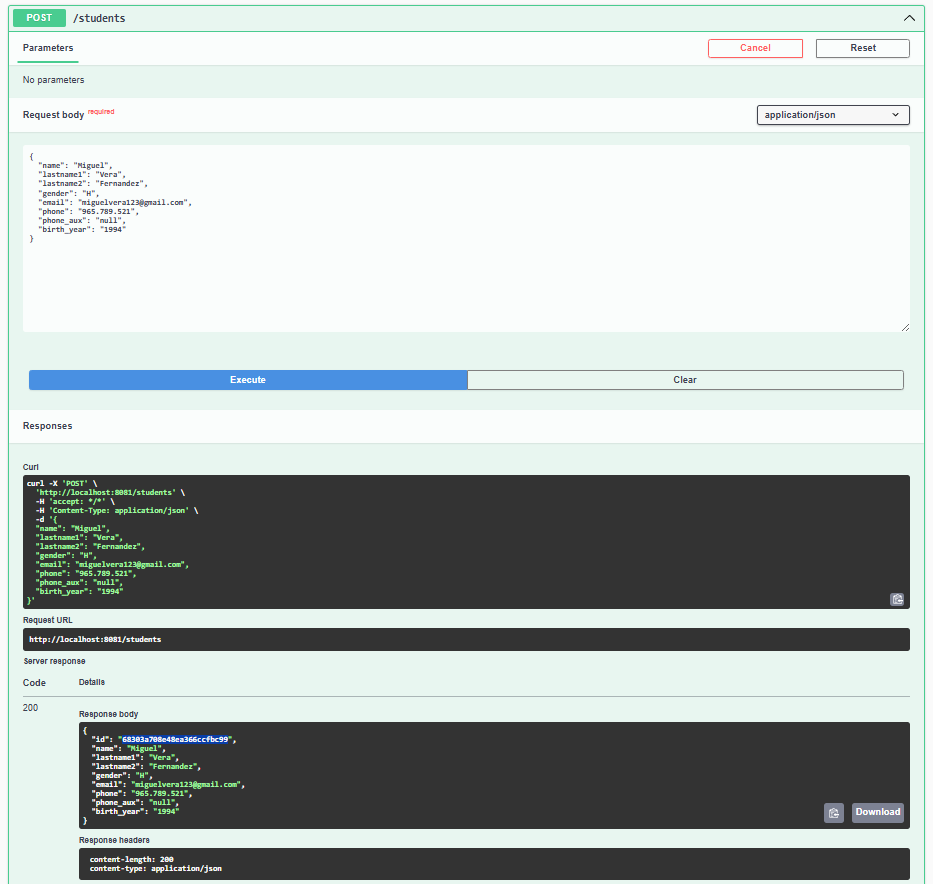 POST /students
Parameters
Cancel
Reset
No parameters
Request body required
application/json
{
  "name": "Miguel",
  "lastname1": "Vera",
  "lastname2": "Fernandez",
  "gender": "H",
  "email": "miguelvera123@gmail.com",
  "phone": "965.789.521",
  "phone_aux": "null",
  "birth_year": "1994"
}
Execute
Clear
Responses
Curl
curl -X 'POST' \
  'http://localhost:8081/students' \
  -H 'accept: */*' \
  -H 'Content-Type: application/json' \
  -d '{
  "name": "Miguel",
  "lastname1": "Vera",
  "lastname2": "Fernandez",
  "gender": "H",
  "email": "miguelvera123@gmail.com",
  "phone": "965.789.521",
  "phone_aux": "null",
  "birth_year": "1994"
}'
Request URL
http://localhost:8081/students
Server response
Code Details
200
Response body
{
  "id": "68303a708e48ea366ccfbc99",
  "name": "Miguel",
  "lastname1": "Vera",
  "lastname2": "Fernandez",
  "gender": "H",
  "email": "miguelvera123@gmail.com",
  "phone": "965.789.521",
  "phone_aux": "null",
  "birth_year": "1994"
}
Download
Response headers
content-length: 200
content-type: application/json